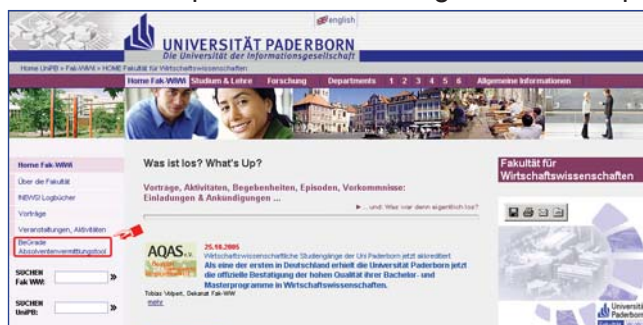 english
UNIVERSITÄT PADERBORN
Die Universität der Informationsgesellschaft
Home UniPB > Fak-WiWi > HOME Fakultät für Wirtschaftswissenschaften
Home Fak-WiWi Studium & Lehre Forschung Departments 1 2 3 4 5 6 Allgemeine Informationen
Home Fak-WiWi
Über die Fakultät
NEWS! Logbücher
Vorträge
Veranstaltungen, Aktivitäten
BeGrade
Absolventenvermittlungstool
SUCHEN
Fak WiWi: »
SUCHEN
UniPB: »
Was ist los? What's Up?
Vorträge, Aktivitäten, Begebenheiten, Episoden, Vorkommnisse:
Einladungen & Ankündigungen ...
... und: Was war denn eigentlich los?
AQAS e.V.
25.10.2005
Wirtschaftswissenschaftliche Studiengänge der Uni Paderborn jetzt akkreditiert
Als eine der ersten in Deutschland erhielt die Universität Paderborn jetzt
die offizielle Bestätigung der hohen Qualität ihrer Bachelor- und
Masterprogramme in Wirtschaftswissenschaften.
Tobias Volpert, Dekanat Fak-WiW
mehr
Fakultät für
Wirtschaftswissenschaften
Universität
Paderborn